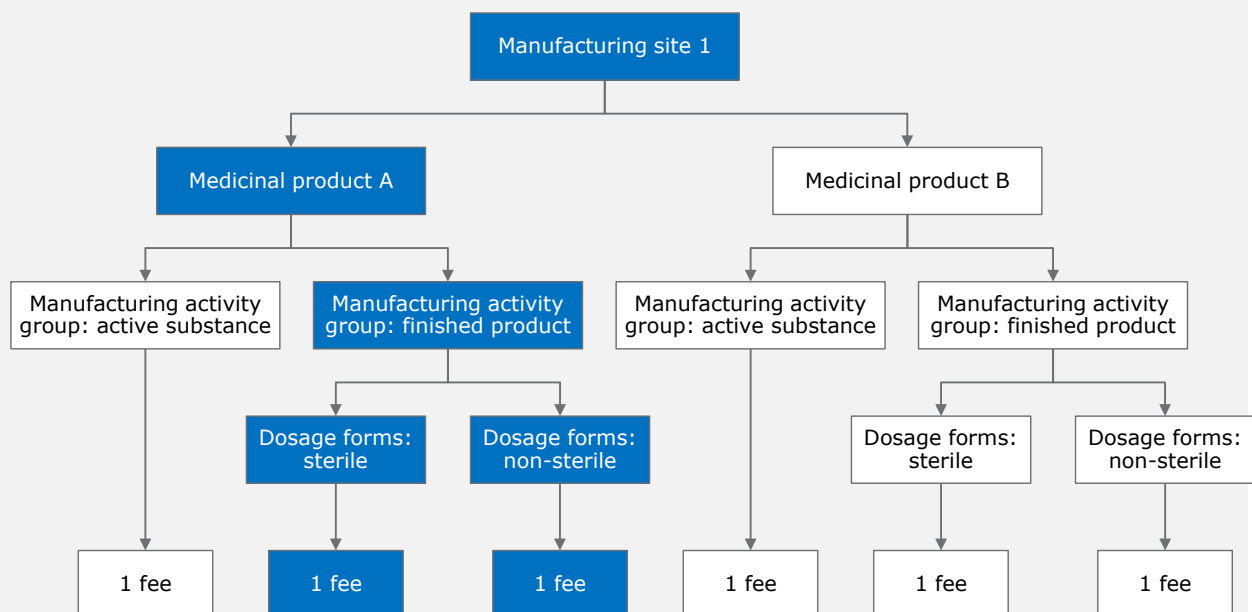 Manufacturing site 1
Medicinal product A
Medicinal product B
Manufacturing activity
group: active substance
Manufacturing activity
group: finished product
Manufacturing activity
group: active substance
Manufacturing activity
group: finished product
Dosage forms:
sterile
Dosage forms:
non-sterile
Dosage forms:
sterile
Dosage forms:
non-sterile
1 fee
1 fee
1 fee
1 fee
1 fee
1 fee